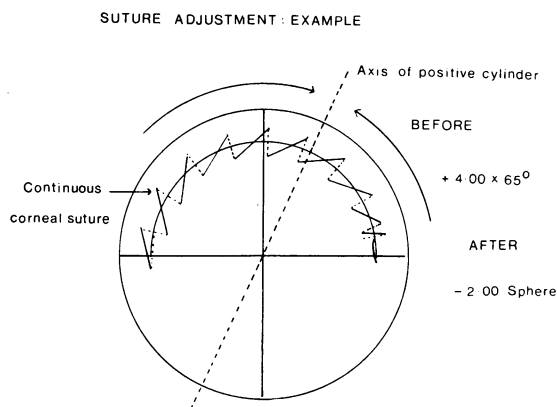 SUTURE ADJUSTMENT: EXAMPLE
Axis of positive cylinder
BEFORE
+ 4·00 x 65°
Continuous
corneal suture
AFTER
– 2·00 Sphere